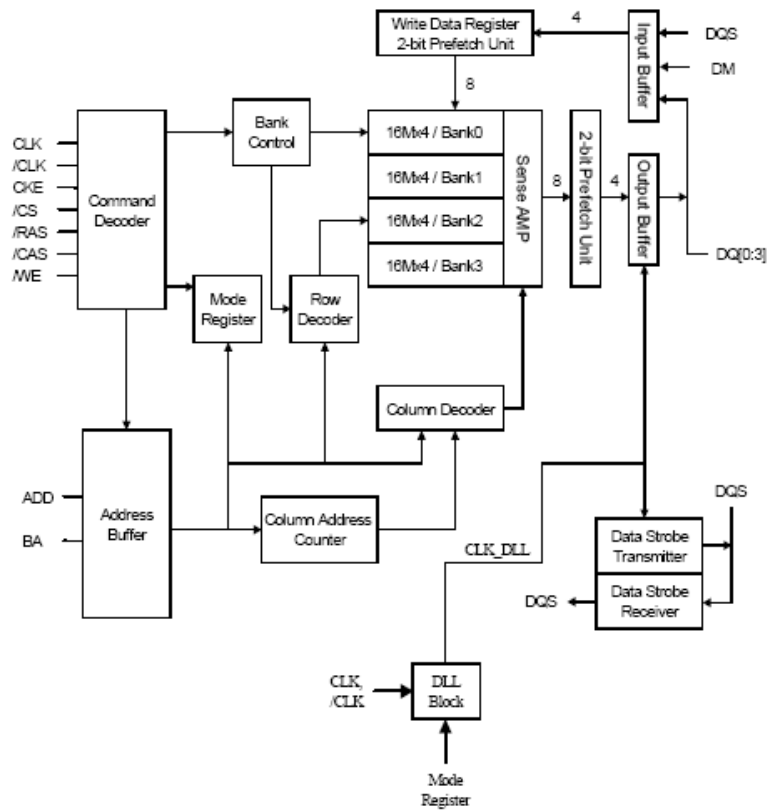 Write Data Register
2-bit Prefetch Unit
4
Input Buffer
DQS
DM
8
Bank
Control
16Mx4 / Bank0
16Mx4 / Bank1
16Mx4 / Bank2
16Mx4 / Bank3
Sense AMP
8
2-bit Prefetch Unit
4
Output Buffer
DQ[0:3]
CLK
/CLK
CKE
/CS
/RAS
/CAS
/WE
Command
Decoder
Mode
Register
Row
Decoder
Column Decoder
ADD
BA
Address
Buffer
Column Address
Counter
CLK_DLL
DQS
Data Strobe
Transmitter
Data Strobe
Receiver
DQS
CLK,
/CLK
DLL
Block
Mode
Register